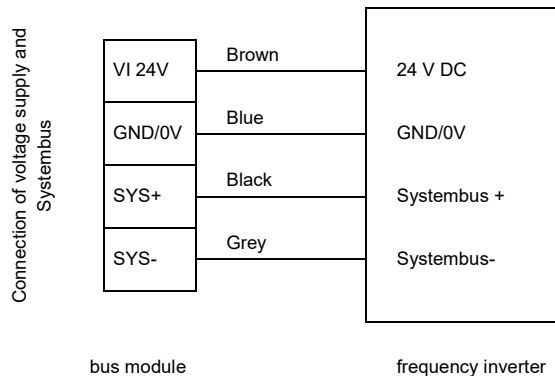 Connection of voltage supply and
Systembus
VI 24V
Brown
24 V DC
GND/0V
Blue
GND/0V
SYS+
Black
Systembus +
SYS-
Grey
Systembus-
bus module
frequency inverter